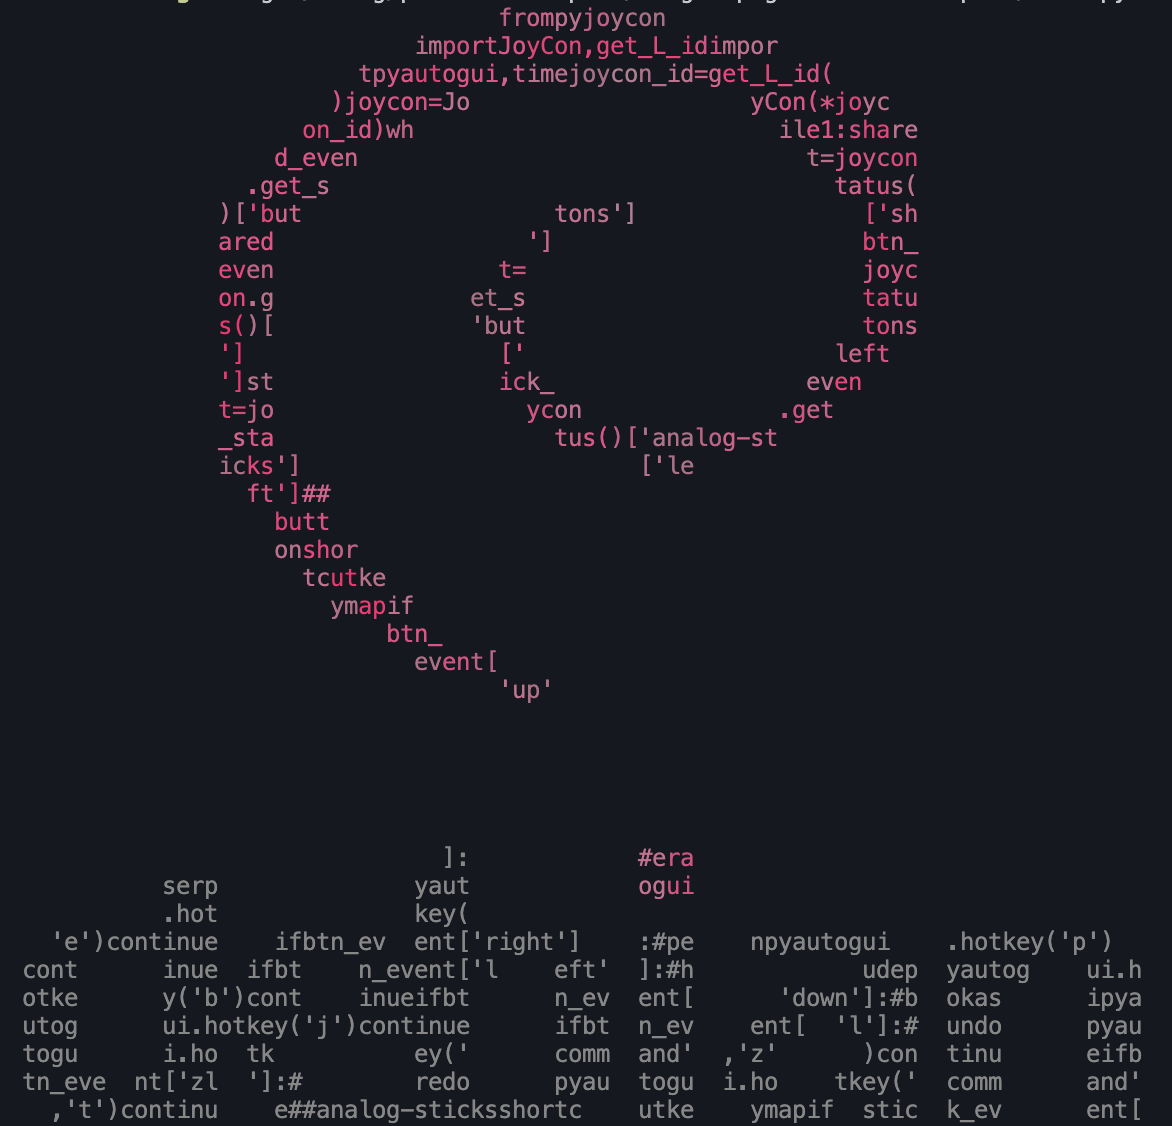 frompyjoycon
importJoyCon,get_L_idimpor
tpyautogui,timejoycon_id=get_L_id(
)joycon=Jo yCon(*joyc
on_id)wh ile1:share
d_even t=joycon
.get_s tatus(
)['but tons'] ['sh
ared '] btn_
even t= joyc
on.g et_s tatu
s()[ 'but tons
'] [' left
']st ick_ even
t=jo ycon .get
_sta tus()['analog-st
icks'] ['le
ft']##
butt
onshor
tcutke
ymapif
btn_
event[
'up'
]: #era
serp yaut ogui
.hot key(
'e')continue ifbtn_ev ent['right'] :#pe npyautogui .hotkey('p')
cont inue ifbt n_event['l eft' ]:#h udep yautog ui.h
otke y('b')cont inueifbt n_ev ent[ 'down']:#b okas ipya
utog ui.hotkey('j')continue ifbt n_ev ent[ 'l']:# undo pyau
togu i.ho tk ey(' comm and' ,'z' )con tinu eifb
tn_eve nt['zl ']:# redo pyau togu i.ho tkey(' comm and'
,'t')continu e##analog-sticksshortc utke ymapif stic k_ev ent[